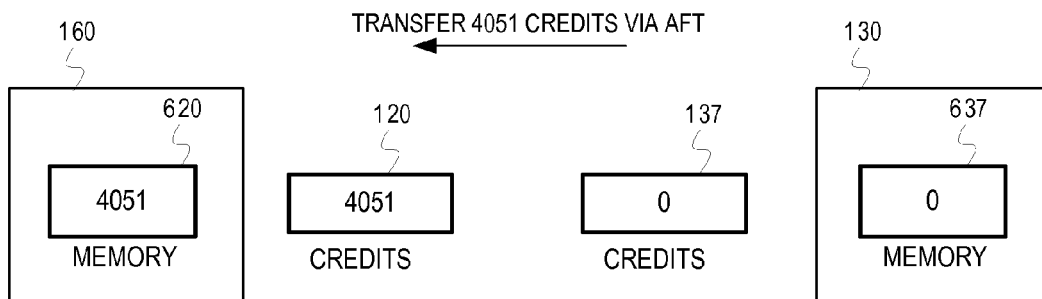 TRANSFER 4051 CREDITS VIA AFT
160
130
620
120
137
637
4051
4051
0
0
MEMORY
CREDITS
CREDITS
MEMORY